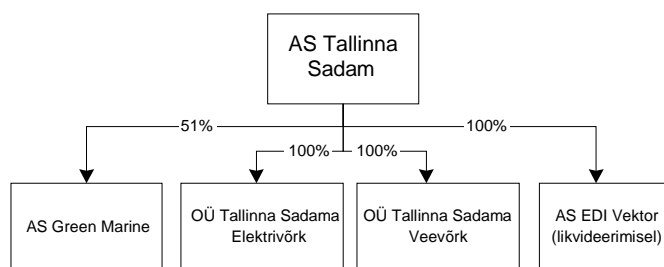 AS Tallinna
Sadam
51%
100%
100%
100%
AS Green Marine
OÜ Tallinna Sadama
Elektrivõrk
OÜ Tallinna Sadama
Veevõrk
AS EDI Vektor
(likvideerimisel)